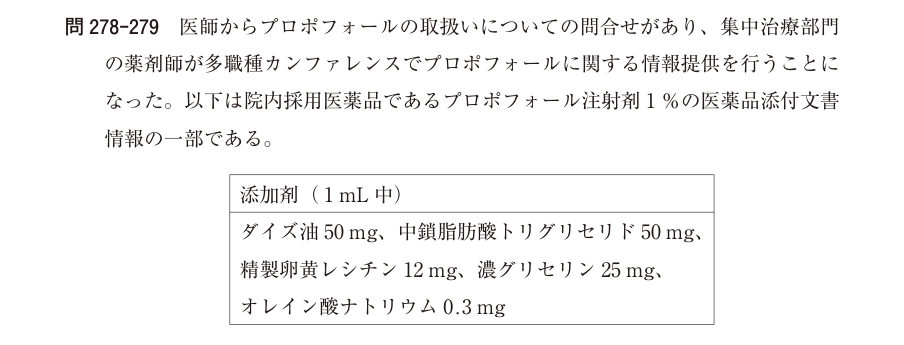 問 278-279 医師からプロポフォールの取扱いについての問合せがあり、集中治療部門
の薬剤師が多職種カンファレンスでプロポフォールに関する情報提供を行うことに
なった。以下は院内採用医薬品であるプロポフォール注射剤1%の医薬品添付文書
情報の一部である。
添加剤(1 mL 中)
ダイズ油 50 mg、中鎖脂肪酸トリグリセリド 50 mg、
精製卵黄レシチン 12 mg、濃グリセリン 25 mg、
オレイン酸ナトリウム 0.3 mg